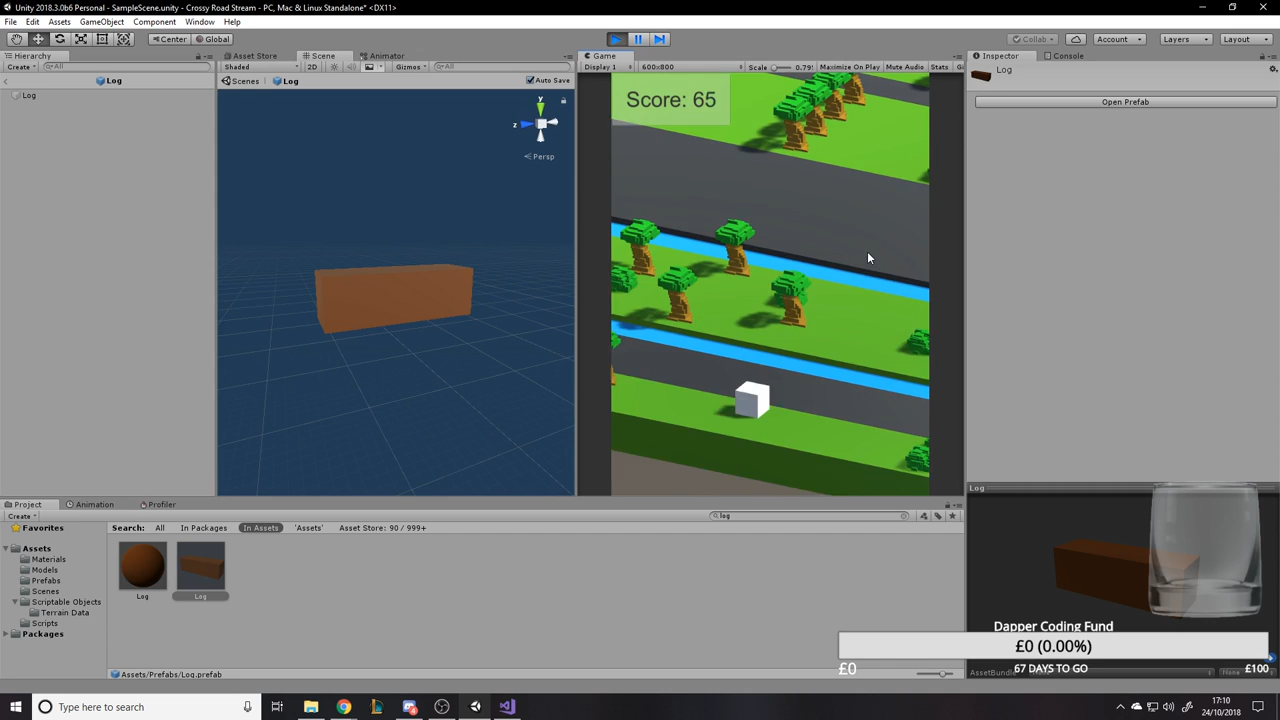 Unity 2018.3.0b6 Personal - SampleScene.unity - Crossy Road Stream - PC, Mac & Linux Standalone* <DX11>
File Edit Assets GameObject Component Window Help
Center Global Collab Account Layers Layout
Hierarchy Asset Store Scene Animator Game Inspector Console
Create All Shaded 2D Gizmos All Display 1 600x800 Scale 0.79 Maximize On Play Mute Audio Stats Gi
Log
Log Scenes Log Auto Save
Open Prefab
Log
y
z
Persp
Score: 65
Project Animation Profiler
Create log
Favorites
Search: All In Packages In Assets 'Assets' Asset Store: 90 / 999+
Assets
Materials
Models
Prefabs
Scenes
Scriptable Objects
Terrain Data
Scripts
Packages
Log Log
Assets/Prefabs/Log.prefab
Log
Dapper Coding Fund
£0 (0.00%)
£0 67 DAYS TO GO £100
AssetBundle None
Type here to search
17:10
24/10/2018